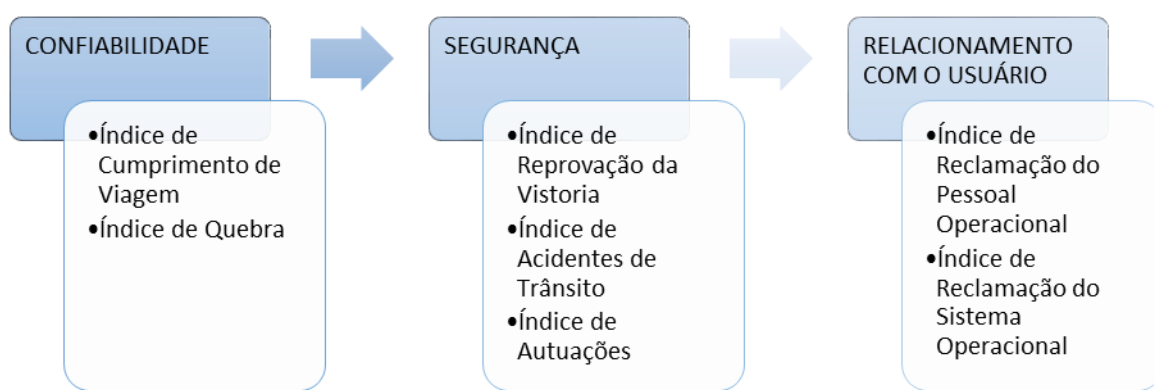 CONFIABILIDADE
•Índice de
Cumprimento de
Viagem
•Índice de Quebra
SEGURANÇA
•Índice de
Reprovação da
Vistoria
•Índice de
Acidentes de
Trânsito
•Índice de
Autuações
RELACIONAMENTO
COM O USUÁRIO
•Índice de
Reclamação do
Pessoal
Operacional
•Índice de
Reclamação do
Sistema
Operacional